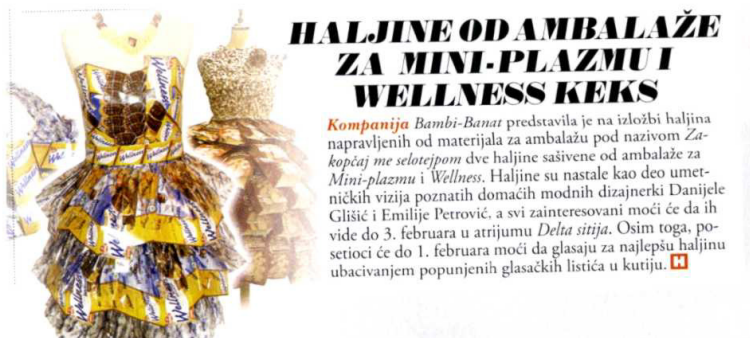 HALJINE OD AMBALAŽE
ZA MINI-PLAZMU I
WELLNESS KEKS
Kompanija Bambi-Banat predstavila je na izložbi haljina
napravljenih od materijala za ambalažu pod nazivom Za-
kopčaj me selotejpom dve haljine sašivene od ambalaže za
Mini-plazmu i Wellness. Haljine su nastale kao deo umet-
ničkih vizija poznatih domaćih modnih dizajnerki Danijele
Glišić i Emilije Petrović, a svi zainteresovani moći će da ih
vide do 3. februara u atrijumu Delta sitija. Osim toga, po-
setioci će do 1. februara moći da glasaju za najlepšu haljinu
ubacivanjem popunjenih glasačkih listića u kutiju. H
Wellness
Wellness
Wellness
Wellness